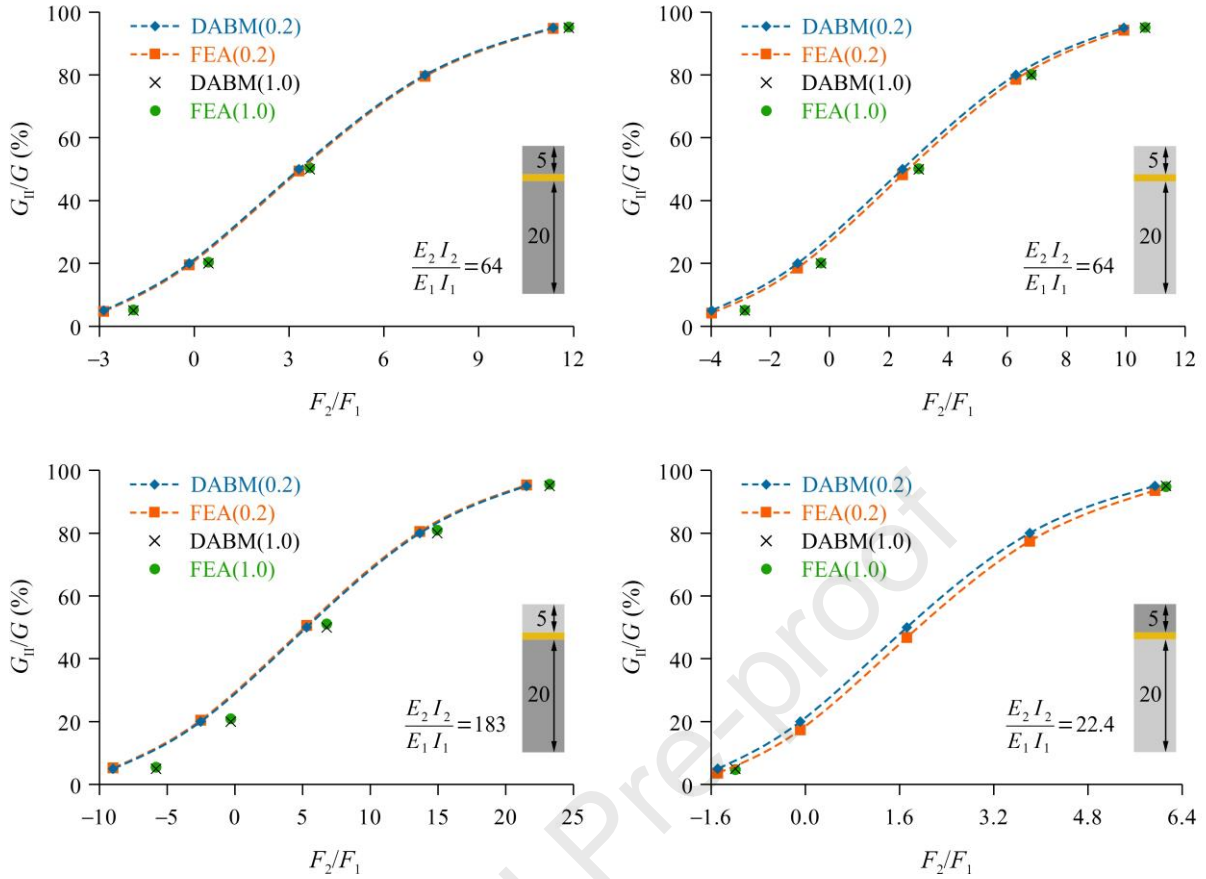 100
80
60
40
20
0
G_II/G (%)
DABM(0.2)
FEA(0.2)
DABM(1.0)
FEA(1.0)
5
20
E_2 I_2
E_1 I_1
=64
−3
0
3
6
9
12
F_2/F_1
100
80
60
40
20
0
G_II/G (%)
DABM(0.2)
FEA(0.2)
DABM(1.0)
FEA(1.0)
5
20
E_2 I_2
E_1 I_1
=64
−4
−2
0
2
4
6
8
10
12
F_2/F_1
100
80
60
40
20
0
G_II/G (%)
DABM(0.2)
FEA(0.2)
DABM(1.0)
FEA(1.0)
5
20
E_2 I_2
E_1 I_1
=183
−10
−5
0
5
10
15
20
25
F_2/F_1
100
80
60
40
20
0
G_II/G (%)
DABM(0.2)
FEA(0.2)
DABM(1.0)
FEA(1.0)
5
20
E_2 I_2
E_1 I_1
=22.4
−1.6
0.0
1.6
3.2
4.8
6.4
F_2/F_1
Pre-proof